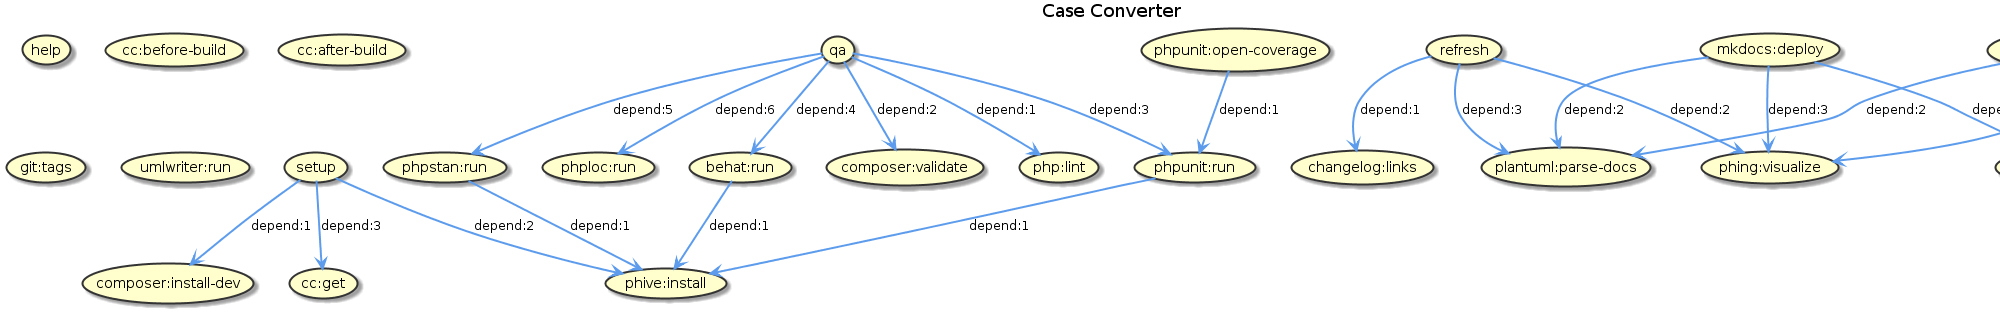 Case Converter
help
cc:before-build
cc:after-build
qa
phpunit:open-coverage
refresh
mkdocs:deploy
depend:5
depend:6
depend:4
depend:2
depend:1
depend:3
depend:1
depend:1
depend:3
depend:2
depend:2
depend:3
depend:2
git:tags
umlwriter:run
setup
phpstan:run
phploc:run
behat:run
composer:validate
php:lint
phpunit:run
changelog:links
plantuml:parse-docs
phing:visualize
depend:1
depend:3
depend:2
depend:1
depend:1
depend:1
composer:install-dev
cc:get
phive:install